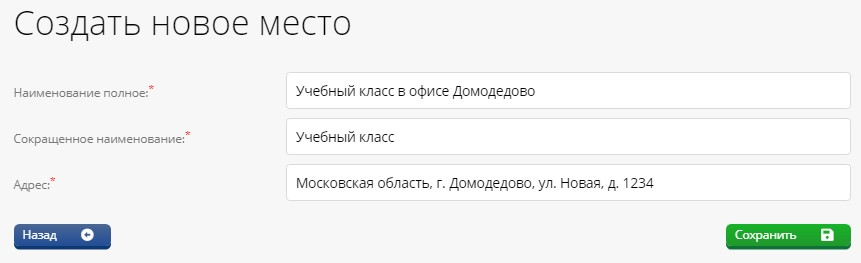 Создать новое место
Наименование полное:* Учебный класс в офисе Домодедово
Сокращенное наименование:* Учебный класс
Адрес:* Московская область, г. Домодедово, ул. Новая, д. 1234
Назад Сохранить